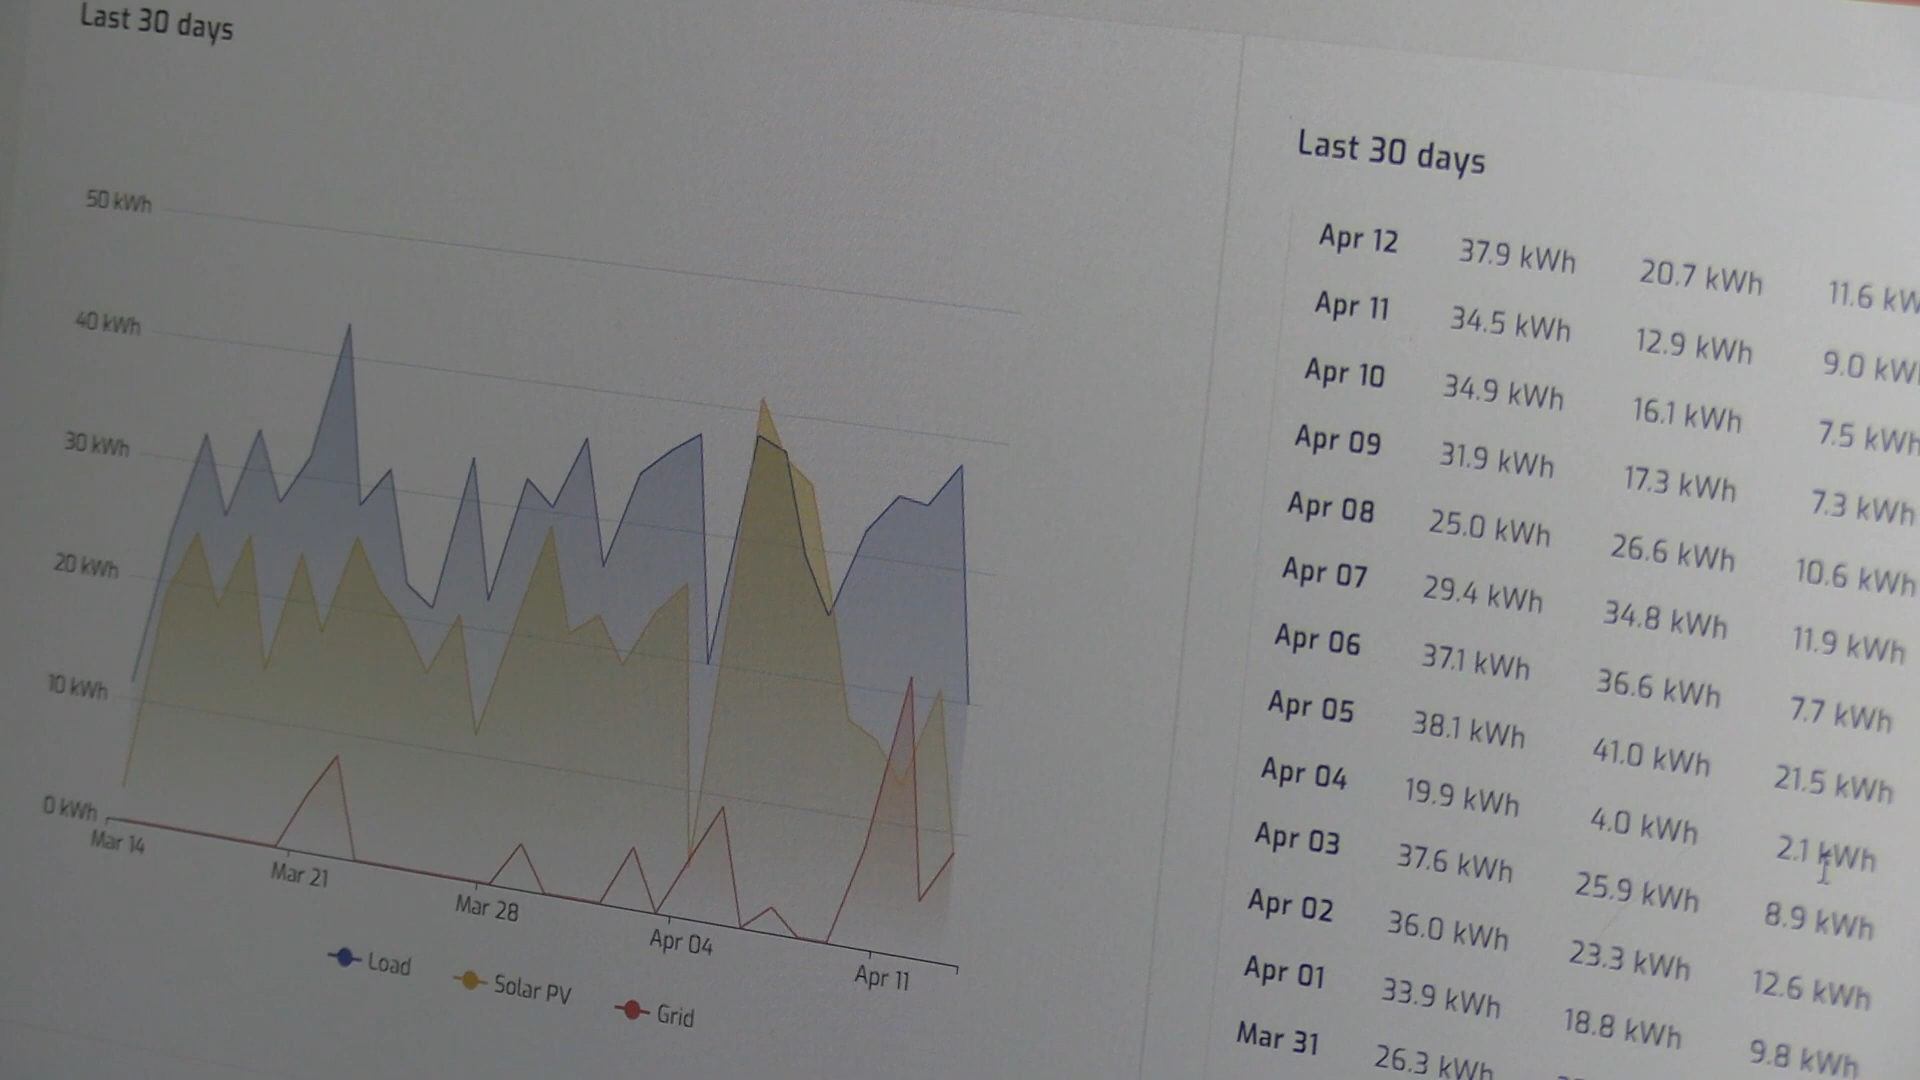 Last 30 days
50 kWh
40 kWh
30 kWh
20 kWh
10 kWh
0 kWh
Mar 14
Mar 21
Mar 28
Apr 04
Apr 11
Load
Solar PV
Grid
Last 30 days
Apr 12 37.9 kWh 20.7 kWh 11.6 kW
Apr 11 34.5 kWh 12.9 kWh 9.0 kWh
Apr 10 34.9 kWh 16.1 kWh 7.5 kWh
Apr 09 31.9 kWh 17.3 kWh 7.3 kWh
Apr 08 25.0 kWh 26.6 kWh 10.6 kWh
Apr 07 29.4 kWh 34.8 kWh 11.9 kWh
Apr 06 37.1 kWh 36.6 kWh 7.7 kWh
Apr 05 38.1 kWh 41.0 kWh 21.5 kWh
Apr 04 19.9 kWh 4.0 kWh 2.1 kWh
Apr 03 37.6 kWh 25.9 kWh 8.9 kWh
Apr 02 36.0 kWh 23.3 kWh 12.6 kWh
Apr 01 33.9 kWh 18.8 kWh 9.8 kWh
Mar 31 26.3 kWh